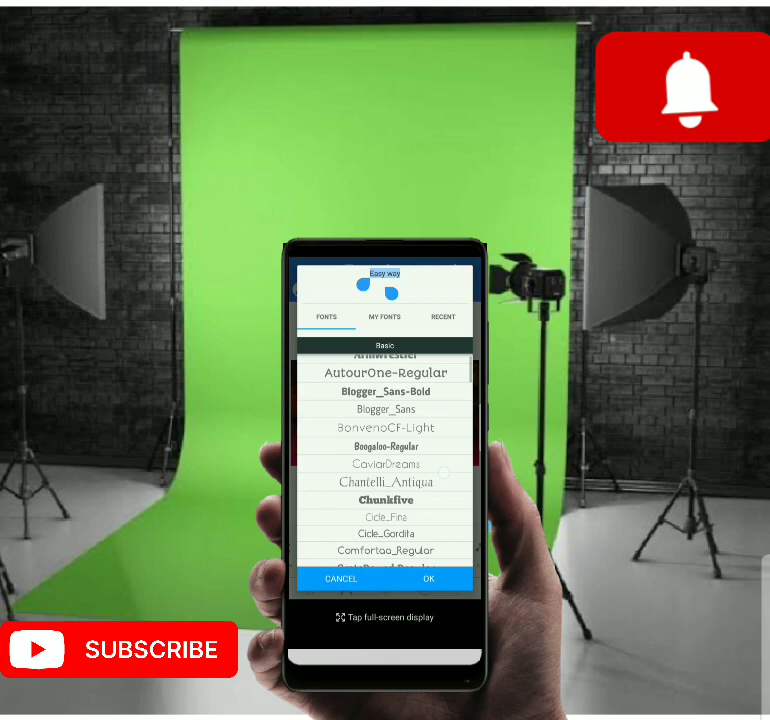 Easy way
FONTS MY FONTS RECENT
Basic
Armwrestler
AutourOne-Regular
Blogger_Sans-Bold
Blogger_Sans
BonvenoCF-Light
Boogaloo-Regular
CaviarDreams
Chantelli_Antiqua
Chunkfive
Cicle_Fina
Cicle_Gordita
Comfortaa_Regular
CANCEL OK
Tap full-screen display
SUBSCRIBE